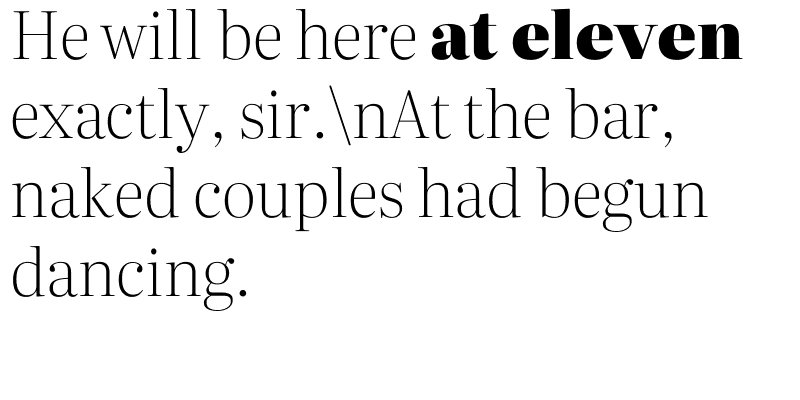 He will be here at eleven
exactly, sir.\nAt the bar,
naked couples had begun
dancing.